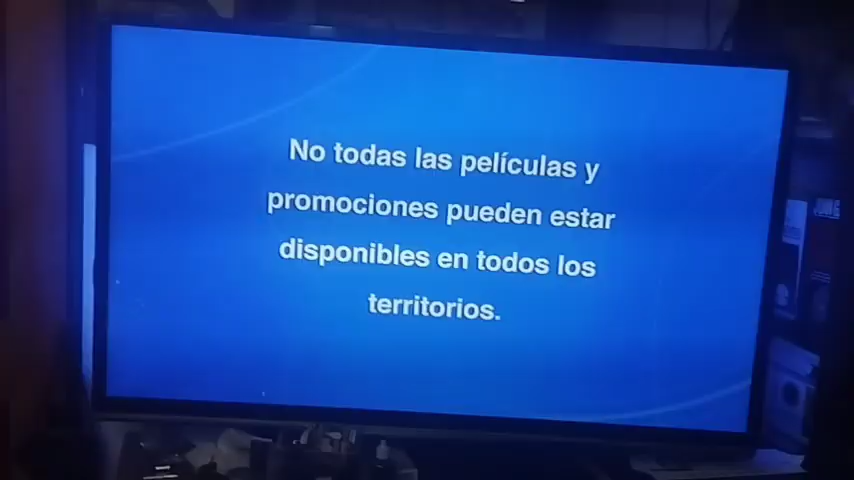 No todas las películas y
promociones pueden estar
disponibles en todos los
territorios.